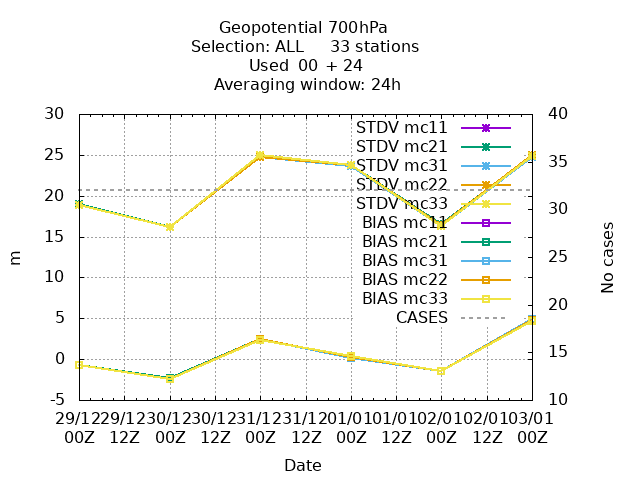 Geopotential 700hPa
Selection: ALL 33 stations
Used 00 + 24
Averaging window: 24h
30
25
20
15
10
5
0
-5
40
35
30
25
20
15
10
m
No cases
STDV mc11
STDV mc21
STDV mc31
STDV mc22
STDV mc33
BIAS mc11
BIAS mc21
BIAS mc31
BIAS mc22
BIAS mc33
CASES
29/12 29/12 30/12 30/12 31/12 31/12 01/01 01/01 02/01 02/01 03/01
00Z 12Z 00Z 12Z 00Z 12Z 00Z 12Z 00Z 12Z 00Z
Date